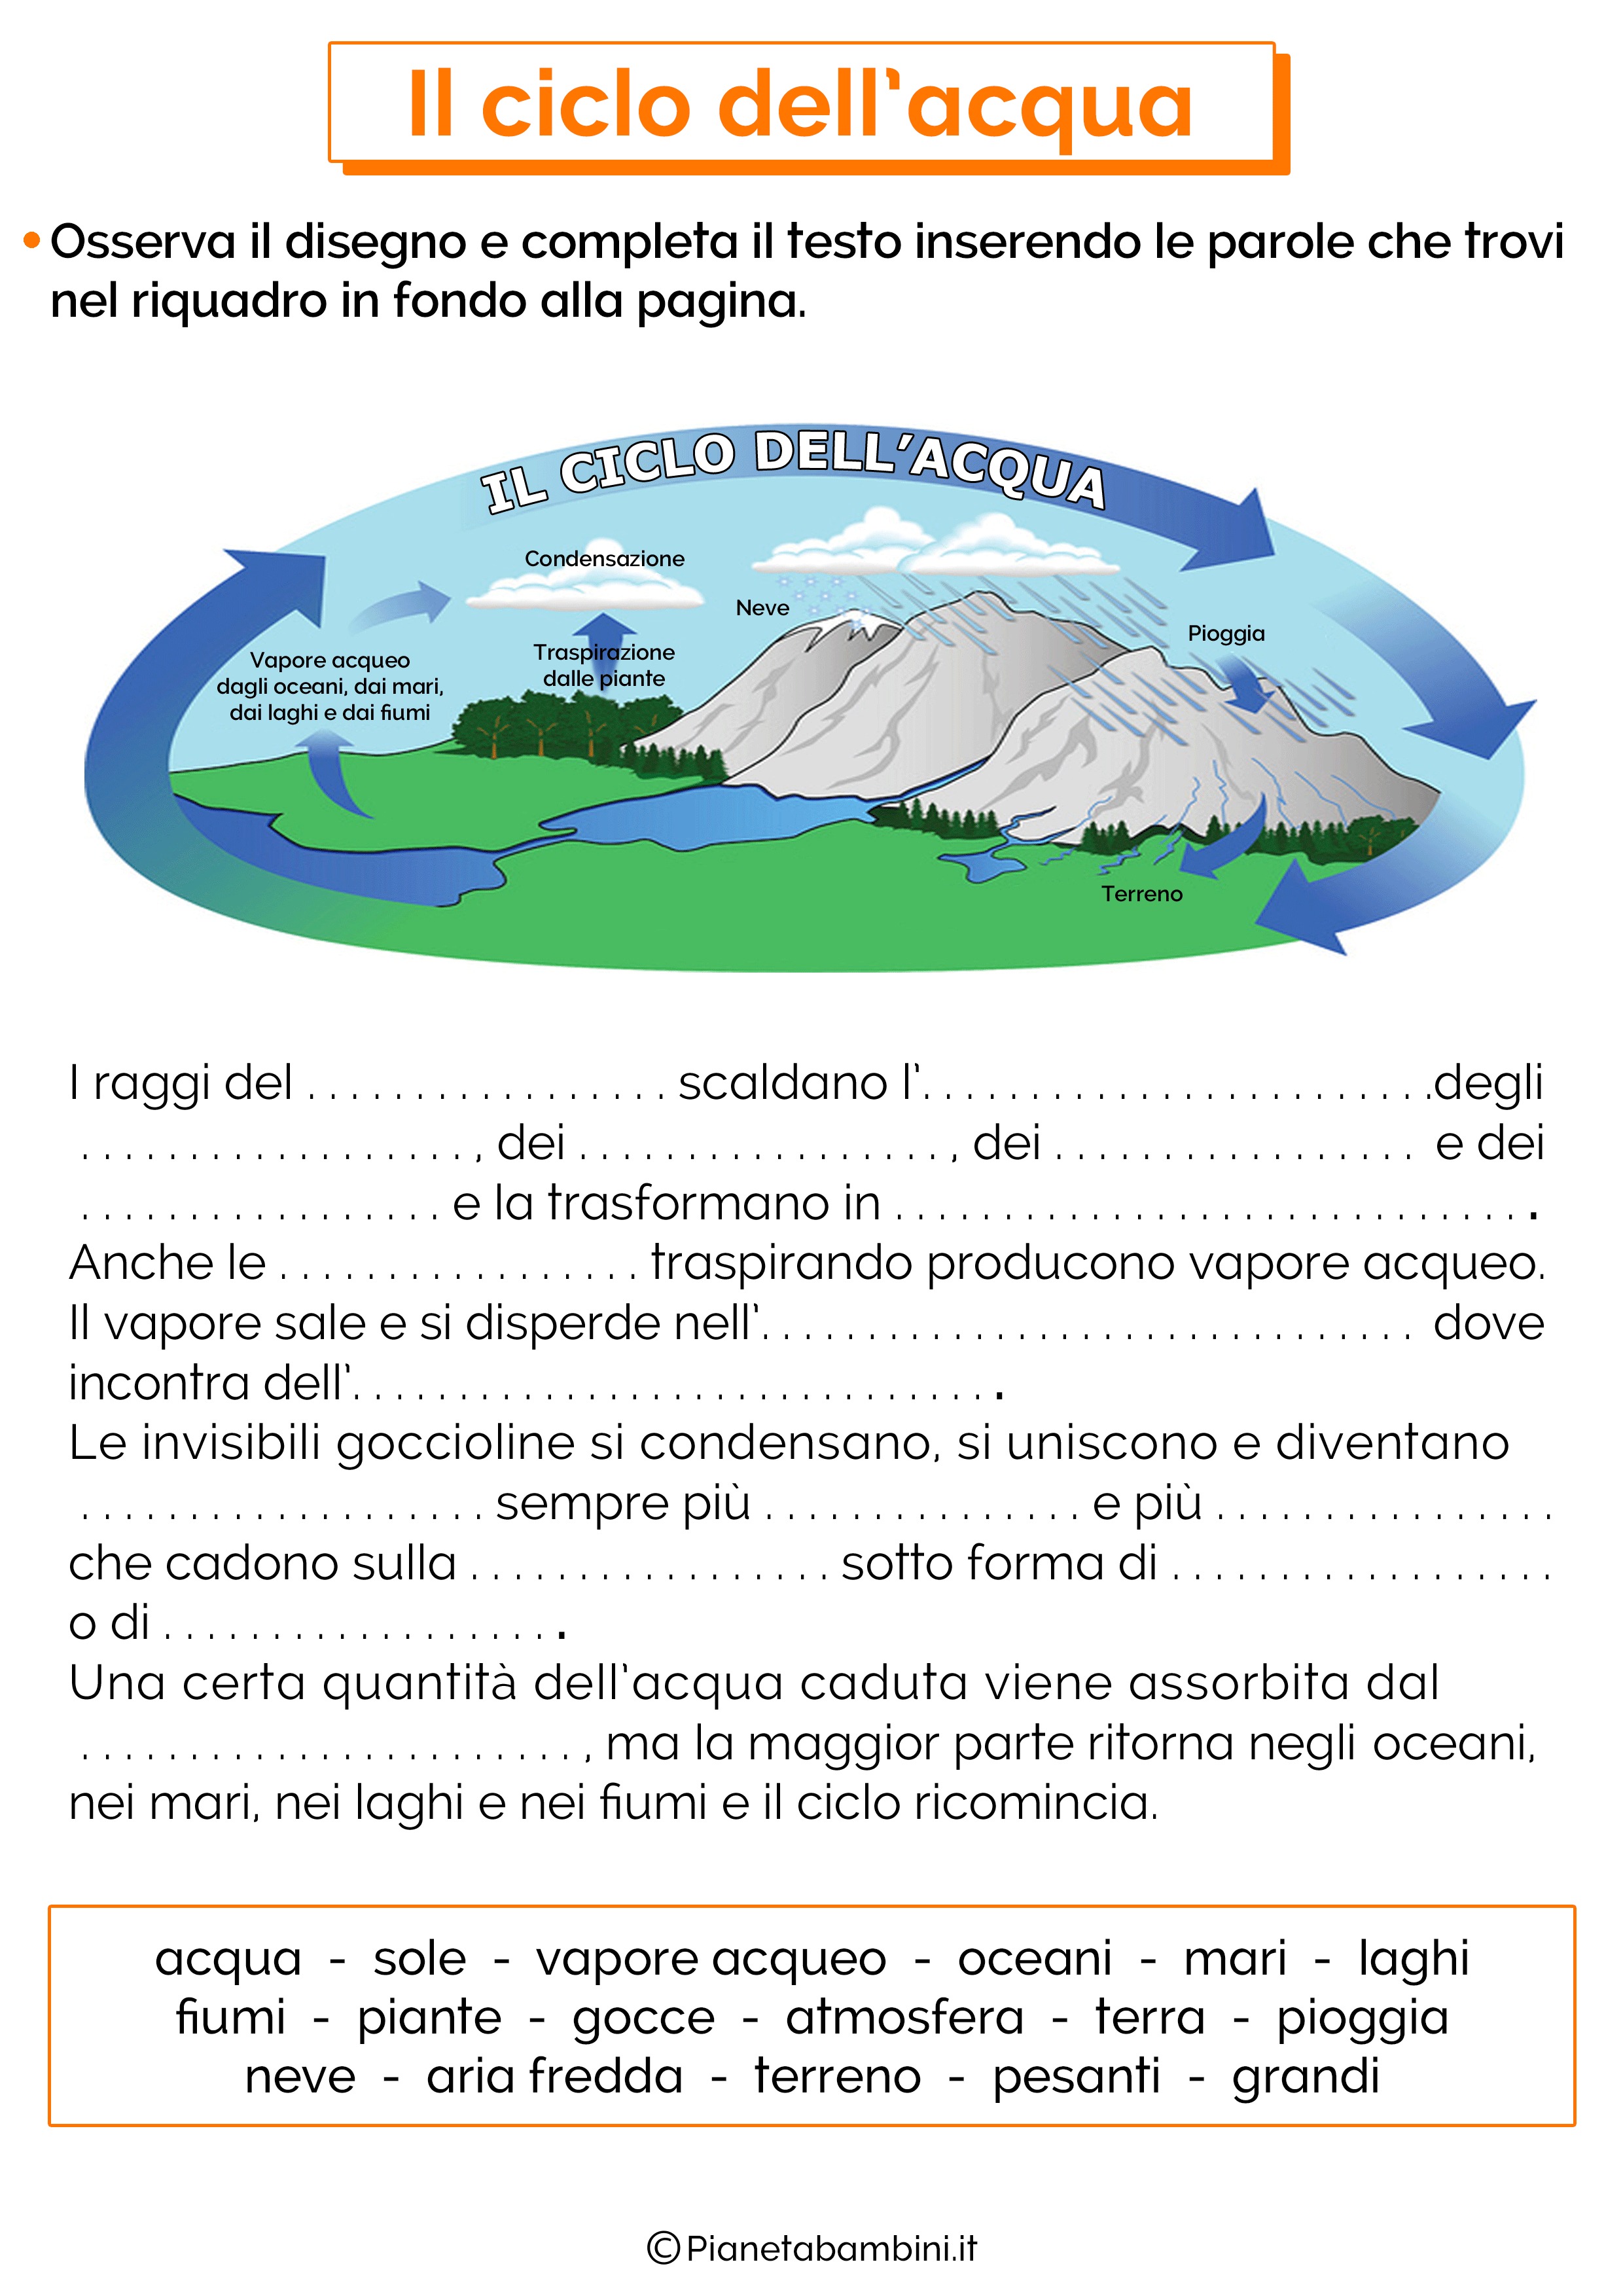 Il ciclo dell'acqua
• Osserva il disegno e completa il testo inserendo le parole che trovi
nel riquadro in fondo alla pagina.
IL CICLO DELL'ACQUA
Condensazione
Neve
Pioggia
Traspirazione
dalle piante
Vapore acqueo
dagli oceani, dai mari,
dai laghi e dai fiumi
Terreno
I raggi del . . . . . . . . . . . . . . . . . scaldano l'. . . . . . . . . . . . . . . . . . . . . . . .degli
. . . . . . . . . . . . . . . . . . , dei . . . . . . . . . . . . . . . . . , dei . . . . . . . . . . . . . . . . . e dei
. . . . . . . . . . . . . . . . . e la trasformano in . . . . . . . . . . . . . . . . . . . . . . . . . . . . . .
Anche le . . . . . . . . . . . . . . . . . traspirando producono vapore acqueo.
Il vapore sale e si disperde nell'. . . . . . . . . . . . . . . . . . . . . . . . . . . . . . . dove
incontra dell'. . . . . . . . . . . . . . . . . . . . . . . . . . . . . . .
Le invisibili goccioline si condensano, si uniscono e diventano
. . . . . . . . . . . . . . . . . . . sempre più . . . . . . . . . . . . . . . e più . . . . . . . . . . . . . . . .
che cadono sulla . . . . . . . . . . . . . . . . . sotto forma di . . . . . . . . . . . . . . . . . .
o di . . . . . . . . . . . . . . . . . . .
Una certa quantità dell'acqua caduta viene assorbita dal
. . . . . . . . . . . . . . . . . . . . . . . , ma la maggior parte ritorna negli oceani,
nei mari, nei laghi e nei fiumi e il ciclo ricomincia.
acqua - sole - vapore acqueo - oceani - mari - laghi
fiumi - piante - gocce - atmosfera - terra - pioggia
neve - aria fredda - terreno - pesanti - grandi
©Pianetabambini.it